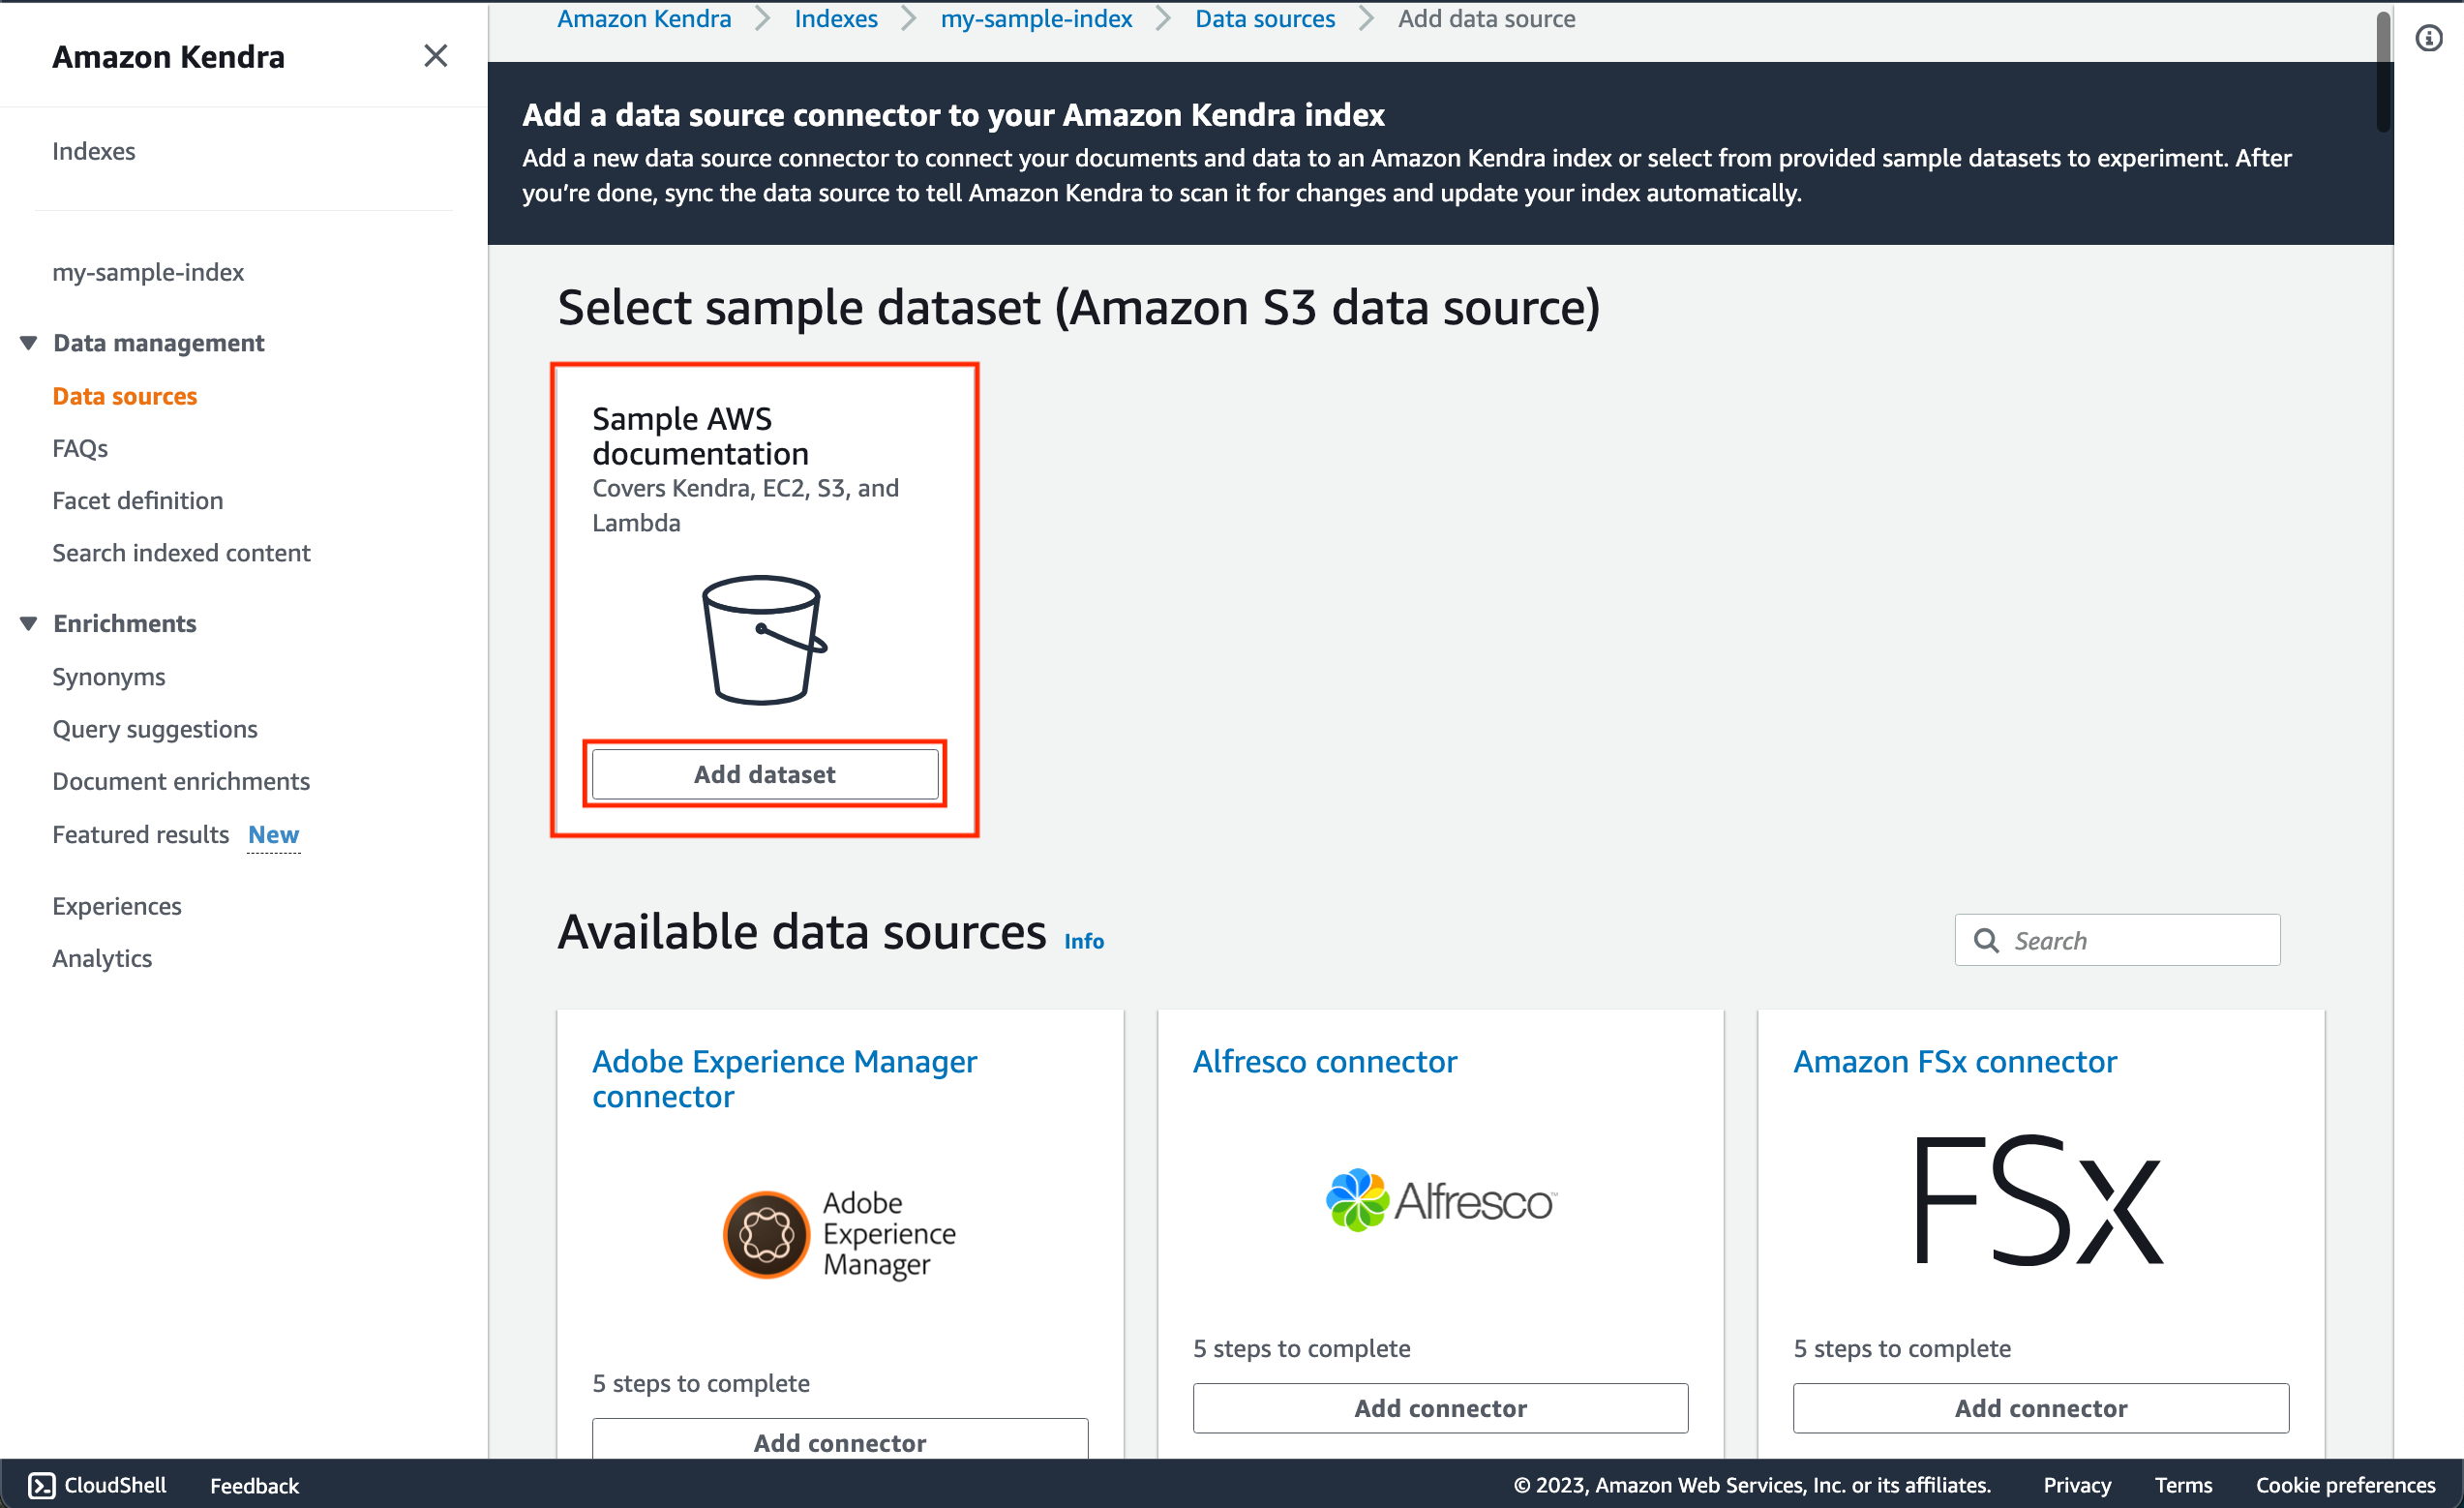 Amazon Kendra
Indexes
my-sample-index
Data management
Data sources
FAQs
Facet definition
Search indexed content
Enrichments
Synonyms
Query suggestions
Document enrichments
Featured results New
Experiences
Analytics
Amazon Kendra Indexes my-sample-index Data sources Add data source
Add a data source connector to your Amazon Kendra index
Add a new data source connector to connect your documents and data to an Amazon Kendra index or select from provided sample datasets to experiment. After
you’re done, sync the data source to tell Amazon Kendra to scan it for changes and update your index automatically.
Select sample dataset (Amazon S3 data source)
Sample AWS
documentation
Covers Kendra, EC2, S3, and
Lambda
Add dataset
Available data sources Info
Search
Adobe Experience Manager
connector
Adobe
Experience
Manager
5 steps to complete
Add connector
Alfresco connector
Alfresco
5 steps to complete
Add connector
Amazon FSx connector
FSx
5 steps to complete
Add connector
CloudShell Feedback © 2023, Amazon Web Services, Inc. or its affiliates. Privacy Terms Cookie preferences